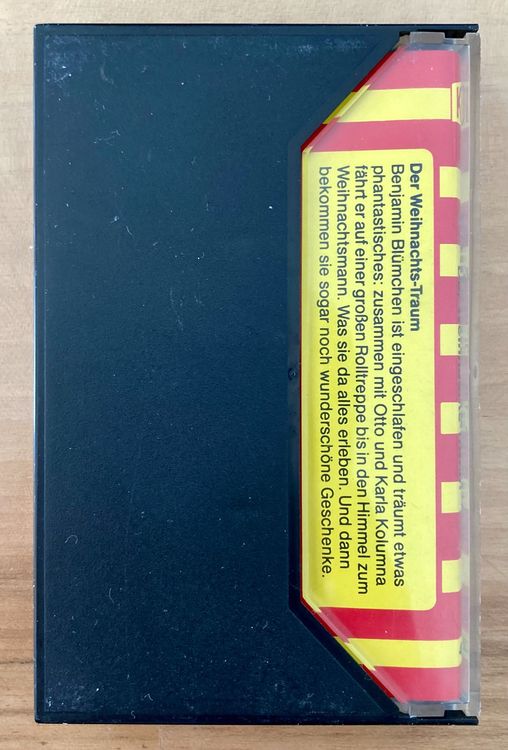 Der Weihnachts-Traum
Benjamin Blümchen ist eingeschlafen und träumt etwas
phantastisches: zusammen mit Otto und Karla Kolumna
fährt er auf einer großen Rolltreppe bis in den Himmel zum
Weihnachtsmann. Was sie da alles erleben. Und dann
bekommen sie sogar noch wunderschöne Geschenke.